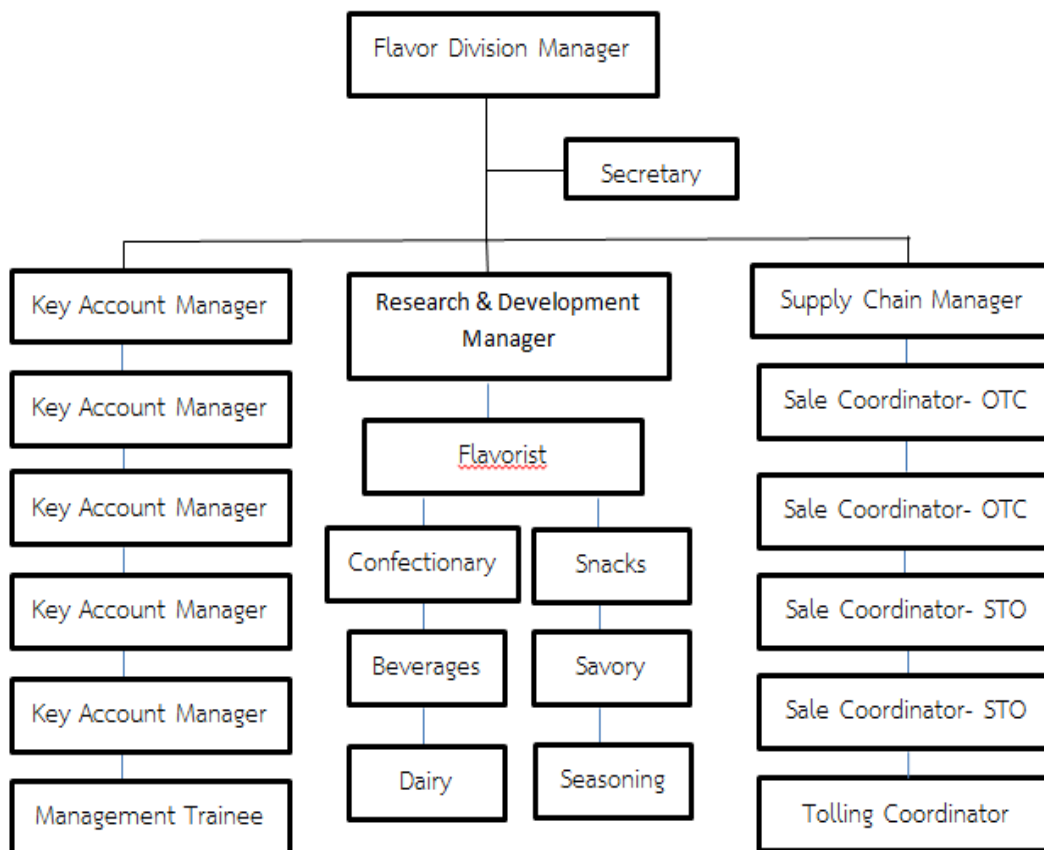 Flavor Division Manager
Secretary
Key Account Manager
Key Account Manager
Key Account Manager
Key Account Manager
Key Account Manager
Management Trainee
Research & Development
Manager
Flavorist
Confectionary
Beverages
Dairy
Snacks
Savory
Seasoning
Supply Chain Manager
Sale Coordinator- OTC
Sale Coordinator- OTC
Sale Coordinator- STO
Sale Coordinator- STO
Tolling Coordinator